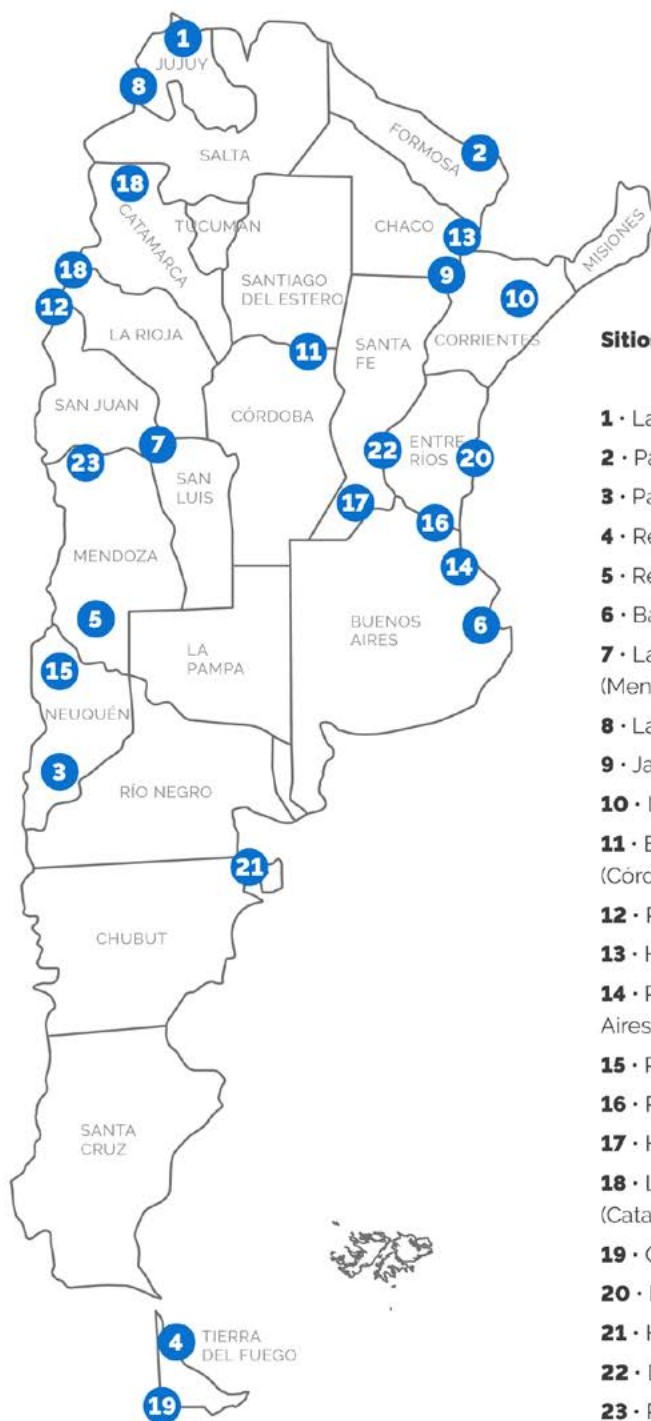 1
JUJUY
8
FORMOSA
2
SALTA
18
CATAMARCA
TUCUMAN
CHACO
13
MISIONES
18
9
12
SANTIAGO
DEL ESTERO
10
LA RIOJA
SANTA
FE
CORRIENTES
11
SAN JUAN
CÓRDOBA
7
22
ENTRE
RÍOS
20
23
SAN
LUIS
17
16
MENDOZA
14
5
BUENOS
AIRES
6
15
LA
PAMPA
NEUQUÉN
3
RÍO NEGRO
21
CHUBUT
SANTA
CRUZ
4
TIERRA
DEL FUEGO
19
Sitios
1 · La
2 · Pa
3 · Pa
4 · Re
5 · Re
6 · Ba
7 · La
(Men
8 · La
9 · Ja
10 ·
11 ·
(Córd
12 ·
13 ·
14 ·
Aires
15 ·
16 ·
17 ·
18 ·
(Cata
19 ·
20 ·
21 ·
22 ·
23 ·